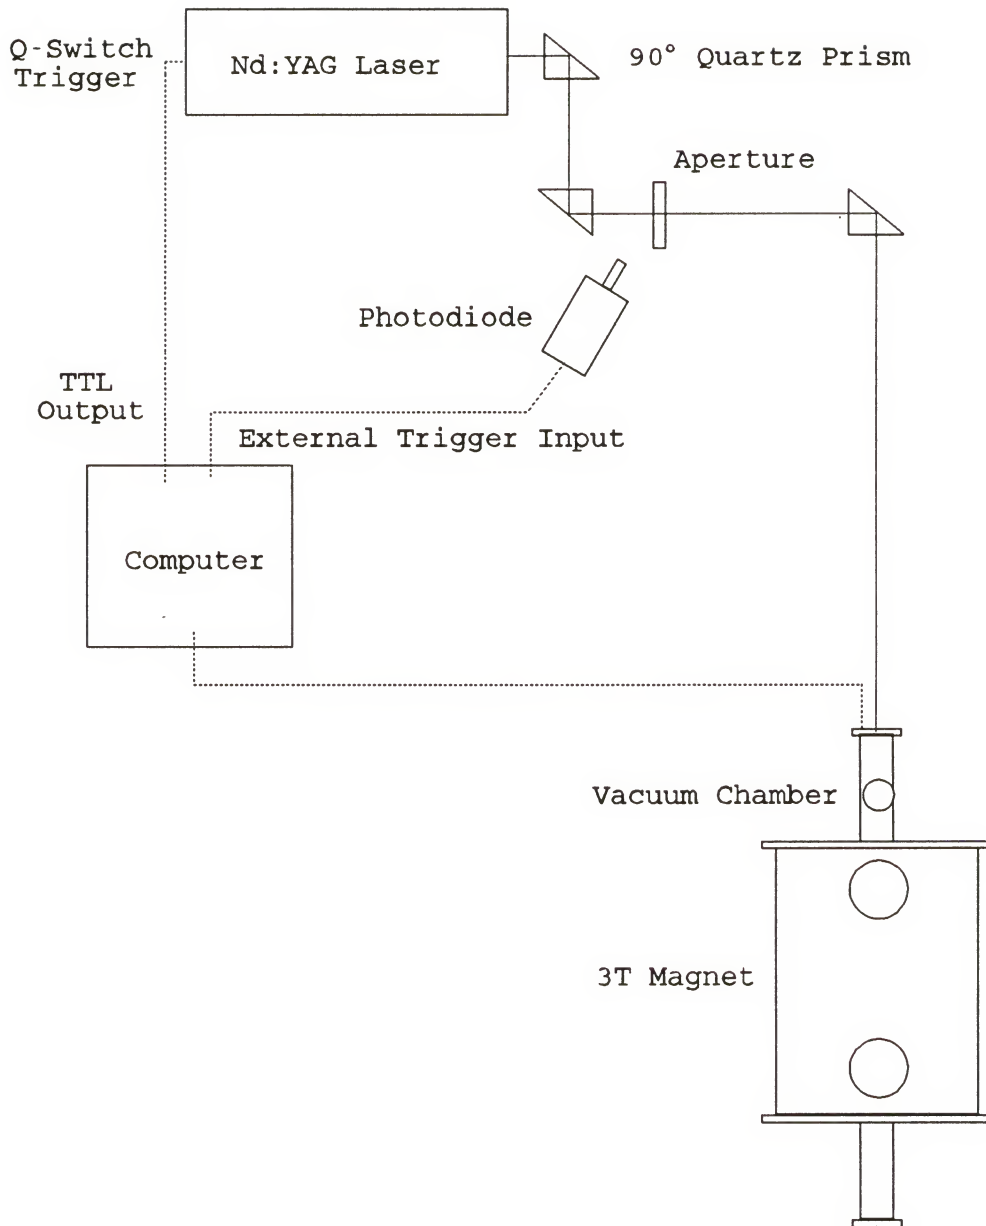 Q-Switch
Trigger
Nd:YAG Laser
90° Quartz Prism
Aperture
Photodiode
TTL
Output
External Trigger Input
Computer
Vacuum Chamber
3T Magnet